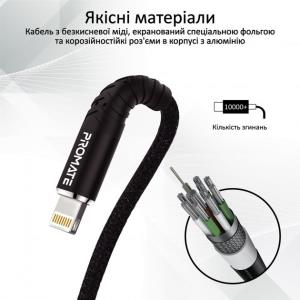 Якісні матеріали
Кабель з безкисневої міді, екранований спеціальною фольгою
та корозійностійкі роз'єми в корпусі з алюмінію
10000+
Кількість згинань
PROMATE